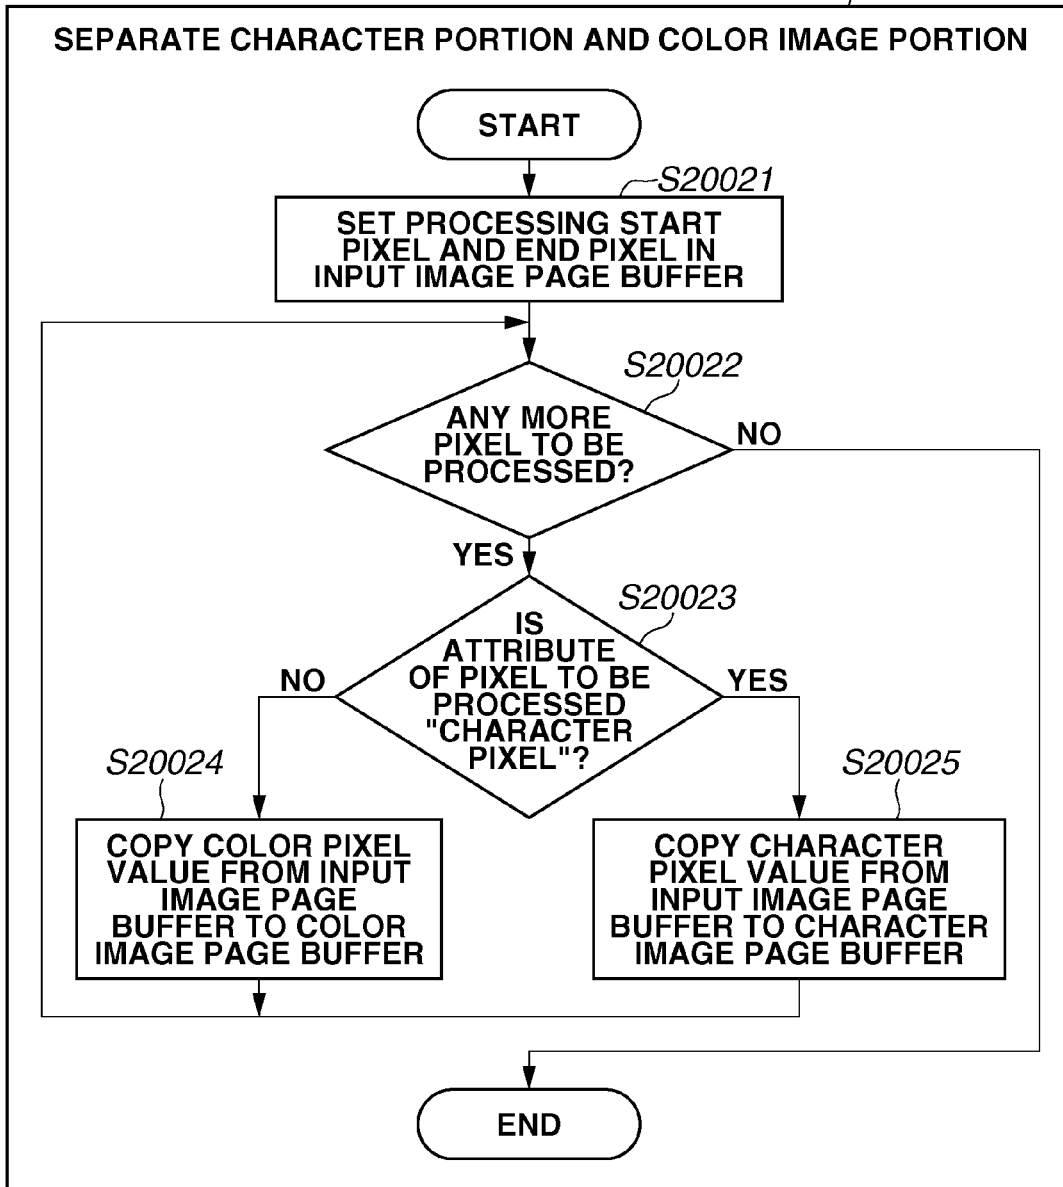 SEPARATE CHARACTER PORTION AND COLOR IMAGE PORTION
START
S20021
SET PROCESSING START
PIXEL AND END PIXEL IN
INPUT IMAGE PAGE BUFFER
S20022
ANY MORE
PIXEL TO BE
PROCESSED?
NO
YES
S20023
IS
ATTRIBUTE
OF PIXEL TO BE
PROCESSED
"CHARACTER
PIXEL"?
NO
YES
S20024
COPY COLOR PIXEL
VALUE FROM INPUT
IMAGE PAGE
BUFFER TO COLOR
IMAGE PAGE BUFFER
S20025
COPY CHARACTER
PIXEL VALUE FROM
INPUT IMAGE PAGE
BUFFER TO CHARACTER
IMAGE PAGE BUFFER
END